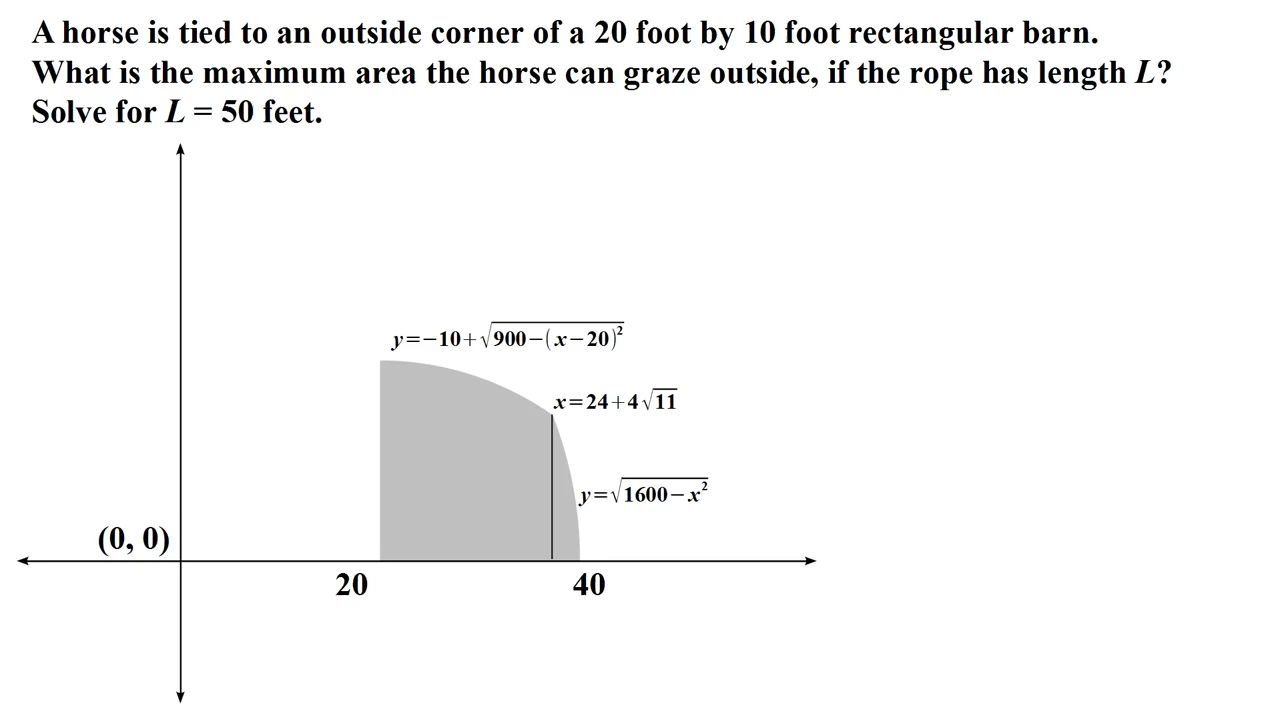 A horse is tied to an outside corner of a 20 foot by 10 foot rectangular barn.
What is the maximum area the horse can graze outside, if the rope has length L?
Solve for L = 50 feet.
y=−10+√900−(x−20)²
x=24+4√11
y=√1600−x²
(0, 0)
20 40